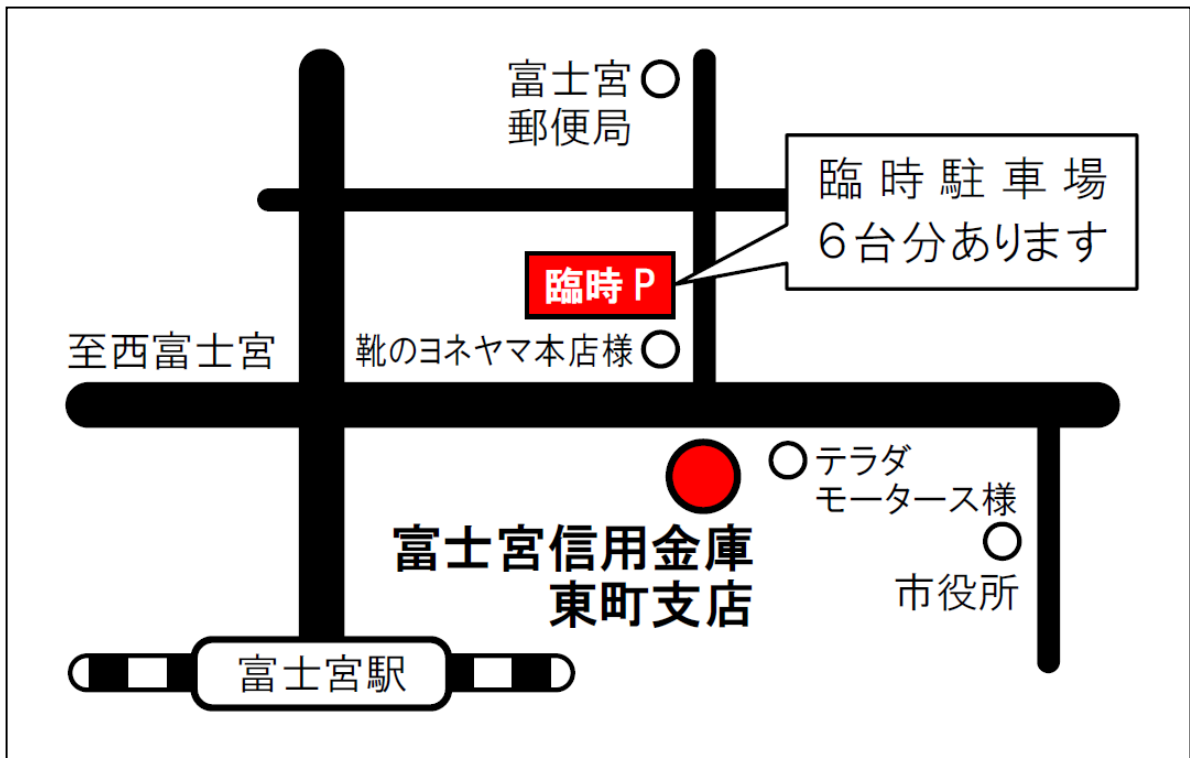 富士宮
郵便局
臨時駐車場
6台分あります
臨時 P
至西富士宮
靴のヨネヤマ本店様
テラダ
モータース様
富士宮信用金庫
東町支店
市役所
富士宮駅